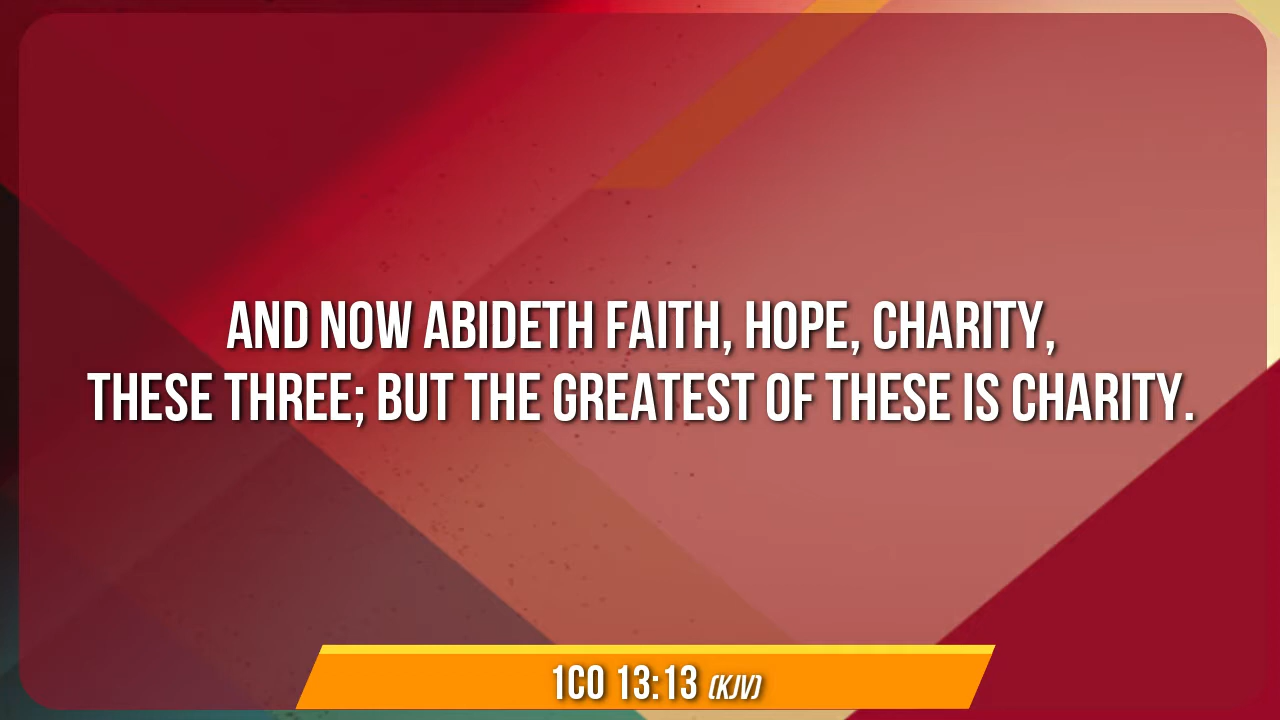 AND NOW ABIDETH FAITH, HOPE, CHARITY,
THESE THREE; BUT THE GREATEST OF THESE IS CHARITY.
1CO 13:13 (KJV)